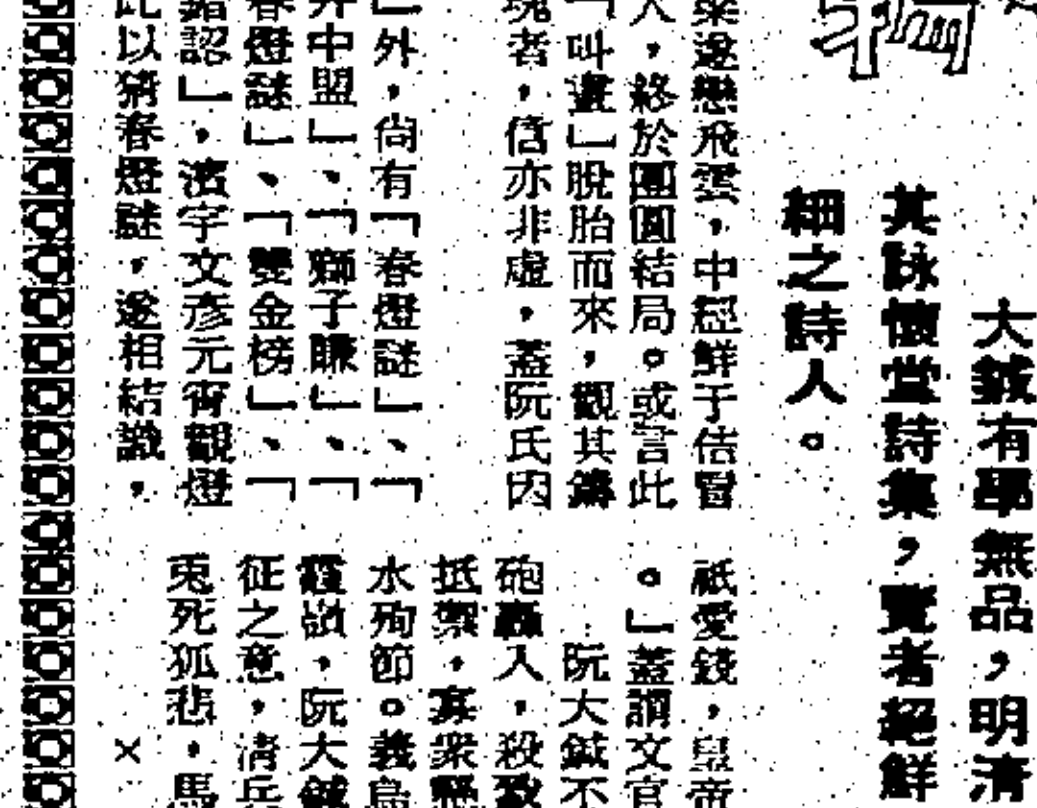 大鋮有學無品，明清
其詠懷堂詩集，覽者絕鮮
細之詩人。
遂戀飛雲，中經鮮于佶冒
人，終於團圓結局。或言此
「叫畫」脫胎而來，觀其鑄
者，信亦非虛，蓋阮氏因
」外，尚有「春燈謎」、「
中盟」、「獅子賺」、「
春燈謎」、「雙金榜」、「
認」，濱宇文彥元宵觀燈
此以猜春燈謎，遂相結識，
祇愛錢，皇帝
。」蓋謂文官
阮大鋮不
砲轟人，殺
抵禦，寡衆懸
水殉節。義烏
霞嶺，阮大鋮
征之意，清兵
兎死狐悲，馬
×